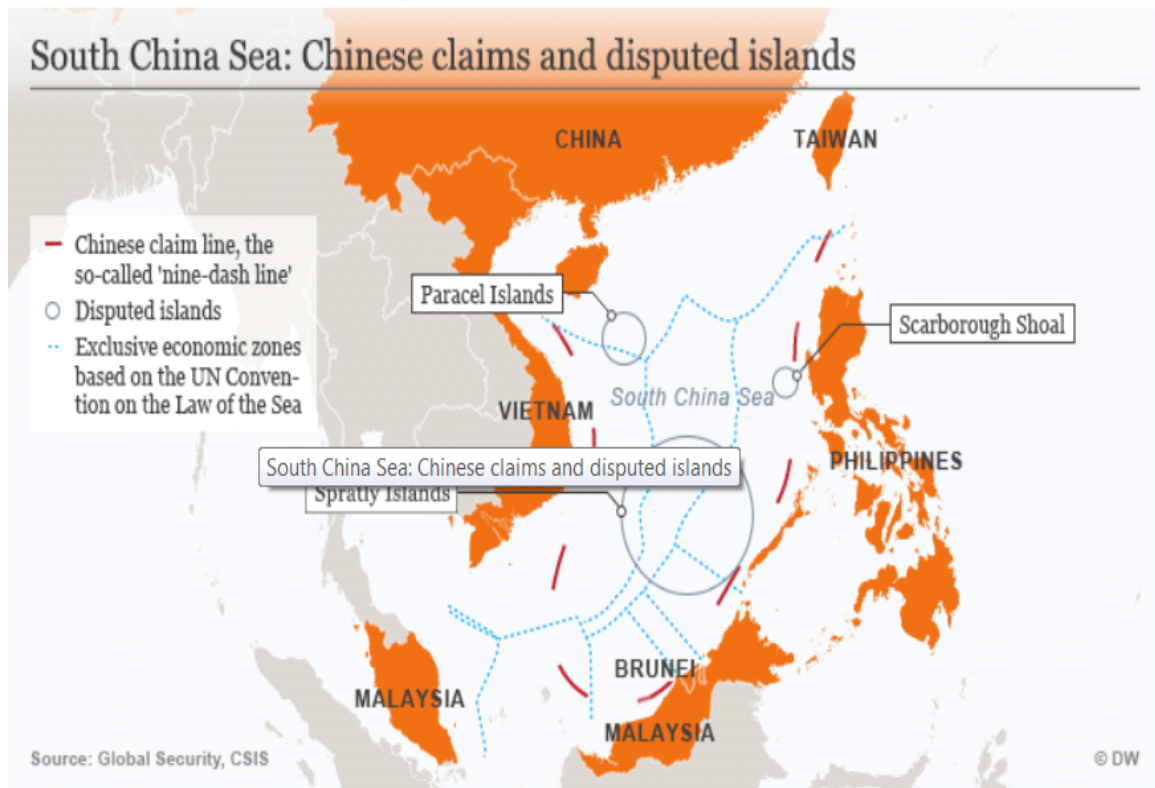 South China Sea: Chinese claims and disputed islands
CHINA
TAIWAN
Chinese claim line, the
so-called 'nine-dash line'
Disputed islands
Exclusive economic zones
based on the UN Conven-
tion on the Law of the Sea
Paracel Islands
Scarborough Shoal
South China Sea
VIETNAM
PHILIPPINES
South China Sea: Chinese claims and disputed islands
Spratly Islands
BRUNEI
MALAYSIA
MALAYSIA
Source: Global Security, CSIS
© DW